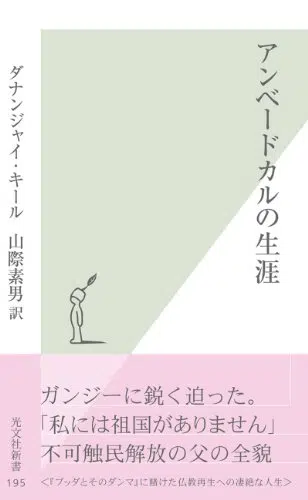 アンベードカルの生涯
ダナンジャイ・キール 山際素男 訳
ガンジーに鋭く迫った。
「私には祖国がありません」
不可触民解放の父の全貌
光文社新書
195
＜『ブッダとそのダンマ』に賭けた仏教再生への凄絶な人生＞